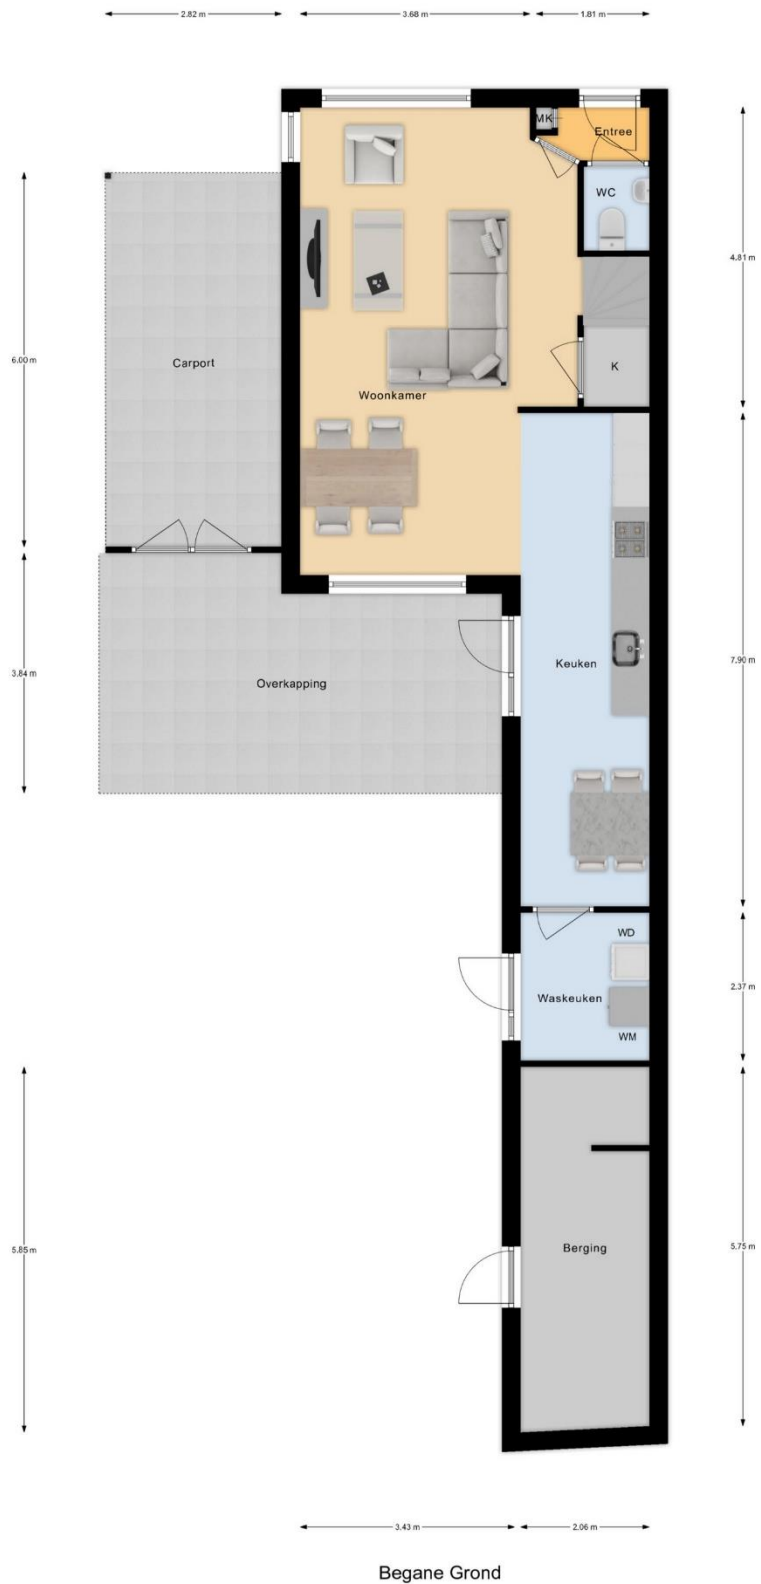 2.82 m
3.68 m
1.81 m
MK
Entree
WC
4.81 m
6.00 m
Carport
K
Woonkamer
3.84 m
Overkapping
Keuken
7.90 m
WD
2.37 m
Waskeuken
WM
5.85 m
Berging
5.75 m
3.43 m
2.06 m
Begane Grond